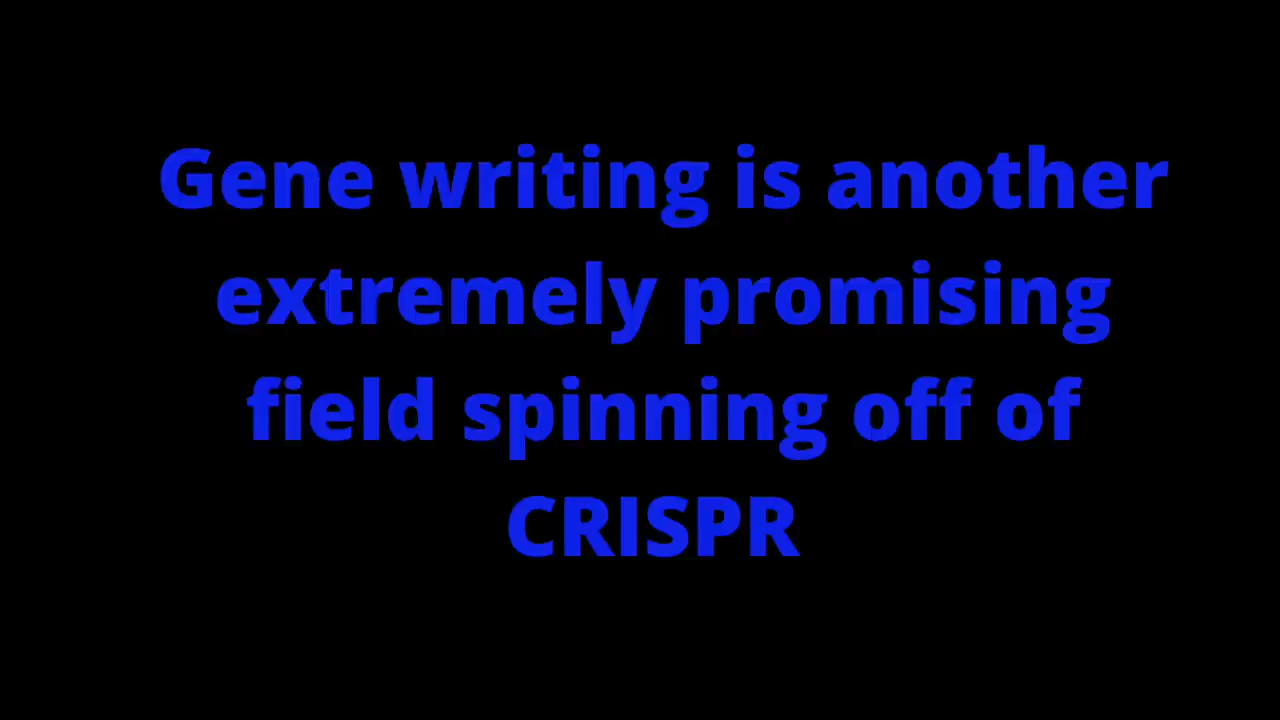 Gene writing is another
extremely promising
field spinning off of
CRISPR